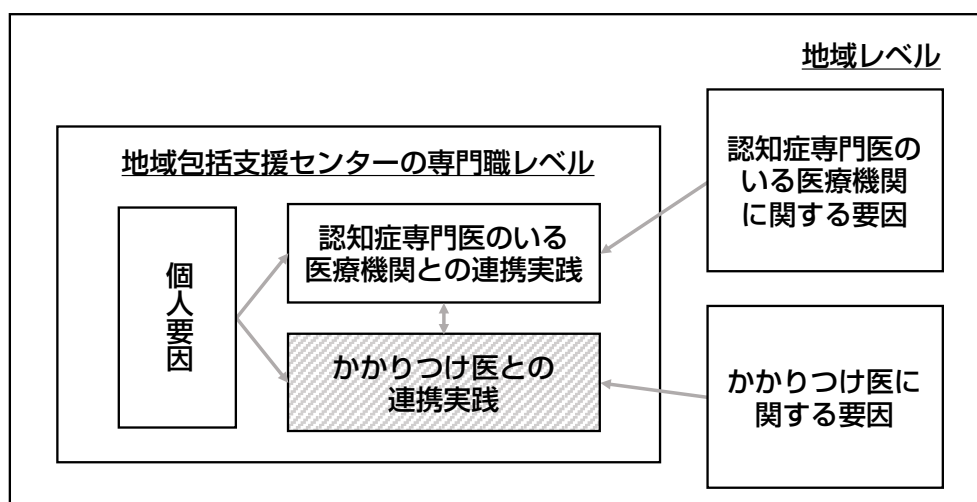 地域レベル
地域包括支援センターの専門職レベル
個人要因
認知症専門医のいる
医療機関との連携実践
かかりつけ医との
連携実践
認知症専門医の
いる医療機関
に関する要因
かかりつけ医に
関する要因